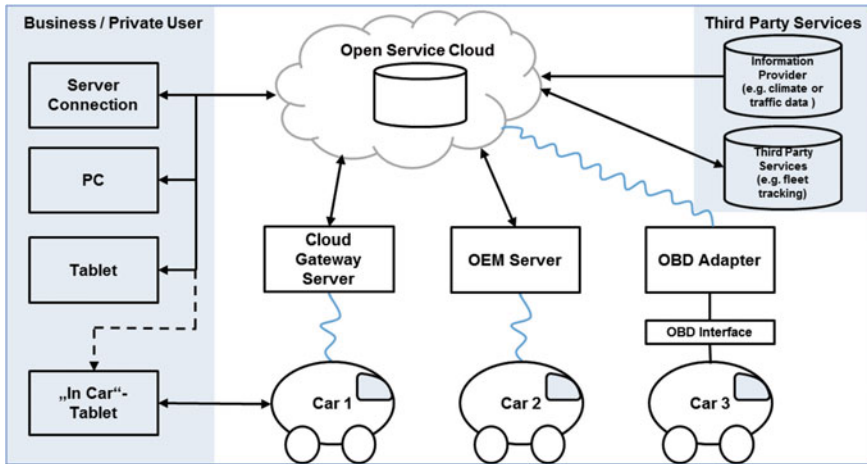 Business / Private User
Server
Connection
PC
Tablet
„In Car“-
Tablet
Open Service Cloud
Third Party Services
Information
Provider
(e.g. climate or
traffic data )
Third Party
Services
(e.g. fleet
tracking)
Cloud
Gateway
Server
OEM Server
OBD Adapter
OBD Interface
Car 1
Car 2
Car 3